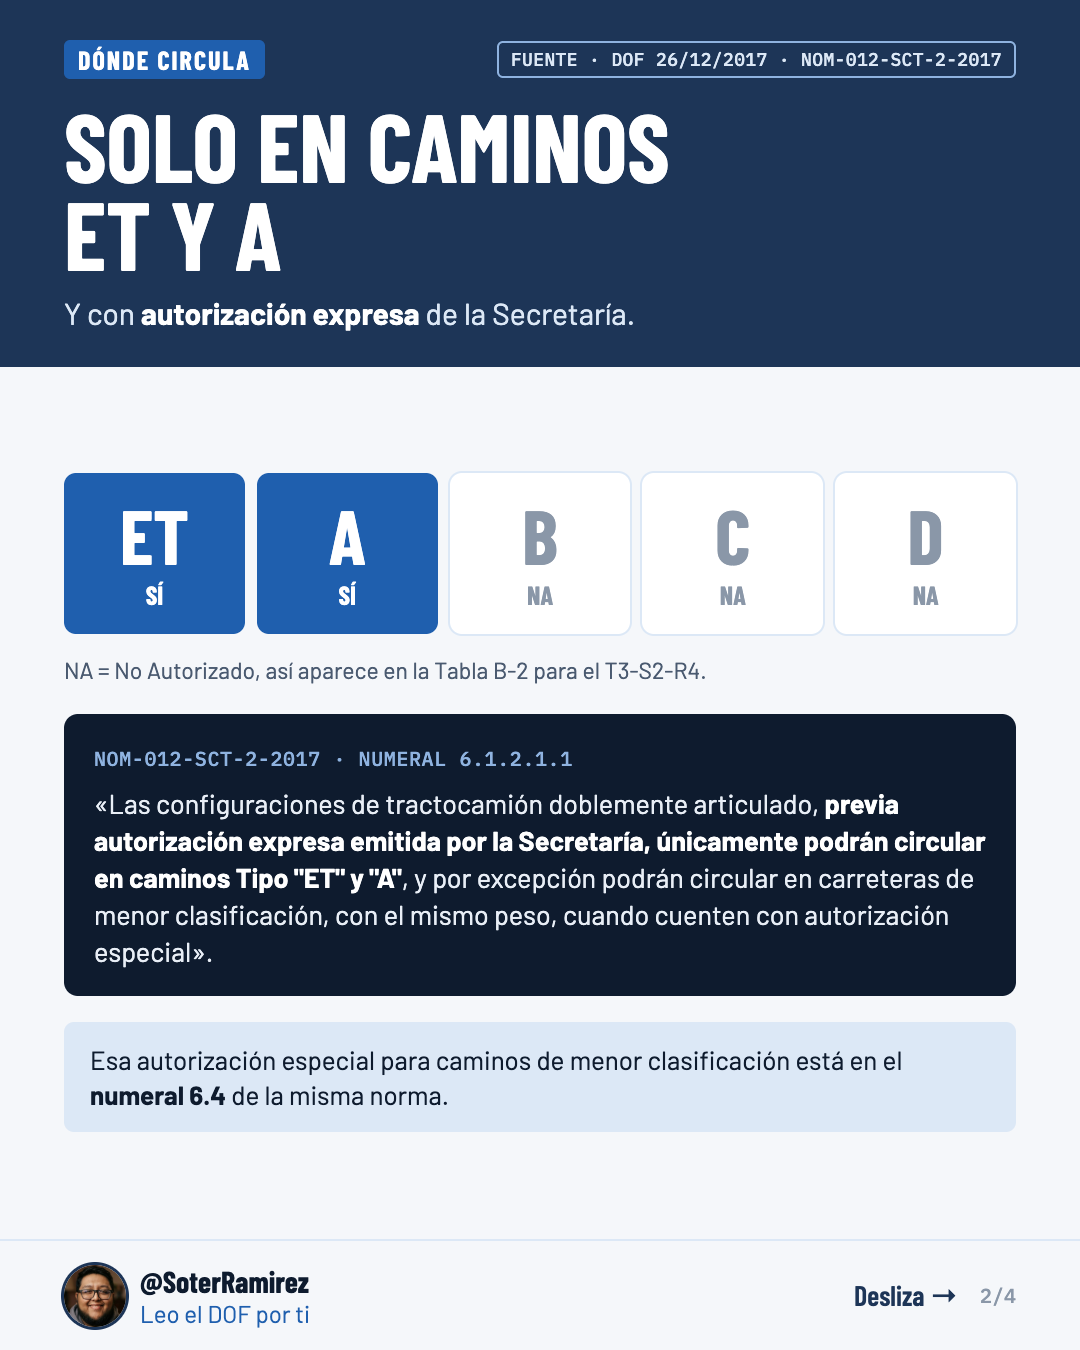 DÓNDE CIRCULA
FUENTE · DOF 26/12/2017 · NOM-012-SCT-2-2017
SOLO EN CAMINOS
ET Y A
Y con autorización expresa de la Secretaría.
ET
SÍ
A
SÍ
B
NA
C
NA
D
NA
NA = No Autorizado, así aparece en la Tabla B-2 para el T3-S2-R4.
NOM-012-SCT-2-2017 · NUMERAL 6.1.2.1.1
«Las configuraciones de tractocamión doblemente articulado, previa
autorización expresa emitida por la Secretaría, únicamente podrán circular
en caminos Tipo "ET" y "A", y por excepción podrán circular en carreteras de
menor clasificación, con el mismo peso, cuando cuenten con autorización
especial».
Esa autorización especial para caminos de menor clasificación está en el
numeral 6.4 de la misma norma.
@SoterRamirez
Leo el DOF por ti
Desliza → 2/4